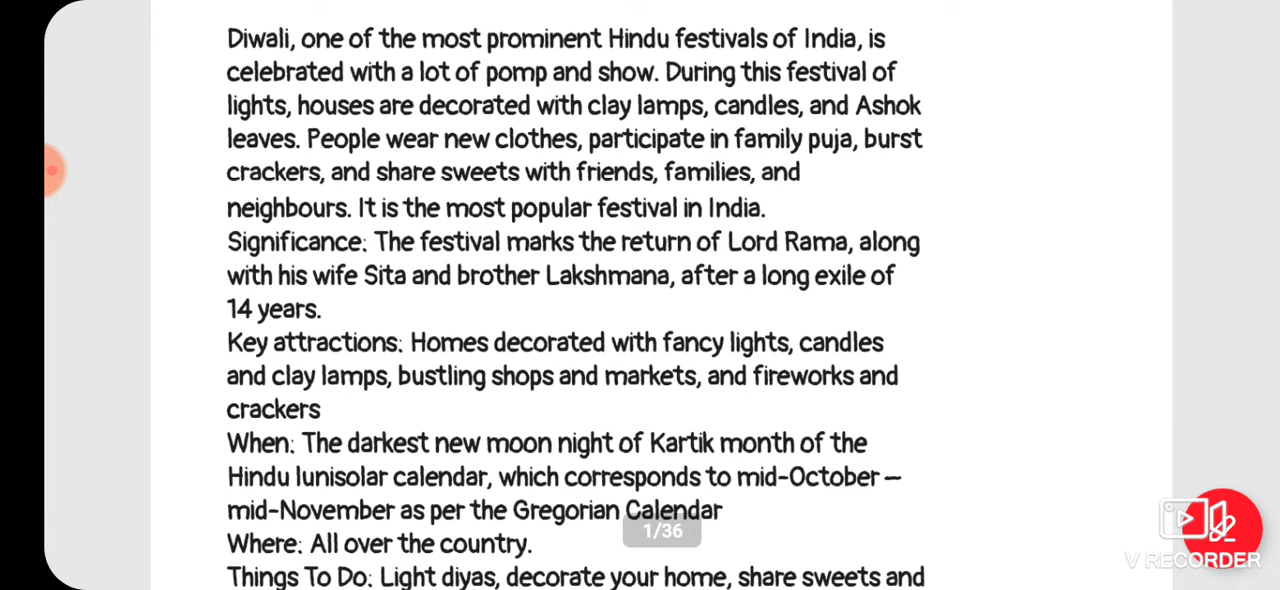 Diwali, one of the most prominent Hindu festivals of India, is
celebrated with a lot of pomp and show. During this festival of
lights, houses are decorated with clay lamps, candles, and Ashok
leaves. People wear new clothes, participate in family puja, burst
crackers, and share sweets with friends, families, and
neighbours. It is the most popular festival in India.
Significance: The festival marks the return of Lord Rama, along
with his wife Sita and brother Lakshmana, after a long exile of
14 years.
Key attractions: Homes decorated with fancy lights, candles
and clay lamps, bustling shops and markets, and fireworks and
crackers
When: The darkest new moon night of Kartik month of the
Hindu lunisolar calendar, which corresponds to mid-October –
mid-November as per the Gregorian Calendar
1/36
Where: All over the country.
V RECORDER
Things To Do: Light diyas, decorate your home, share sweets and